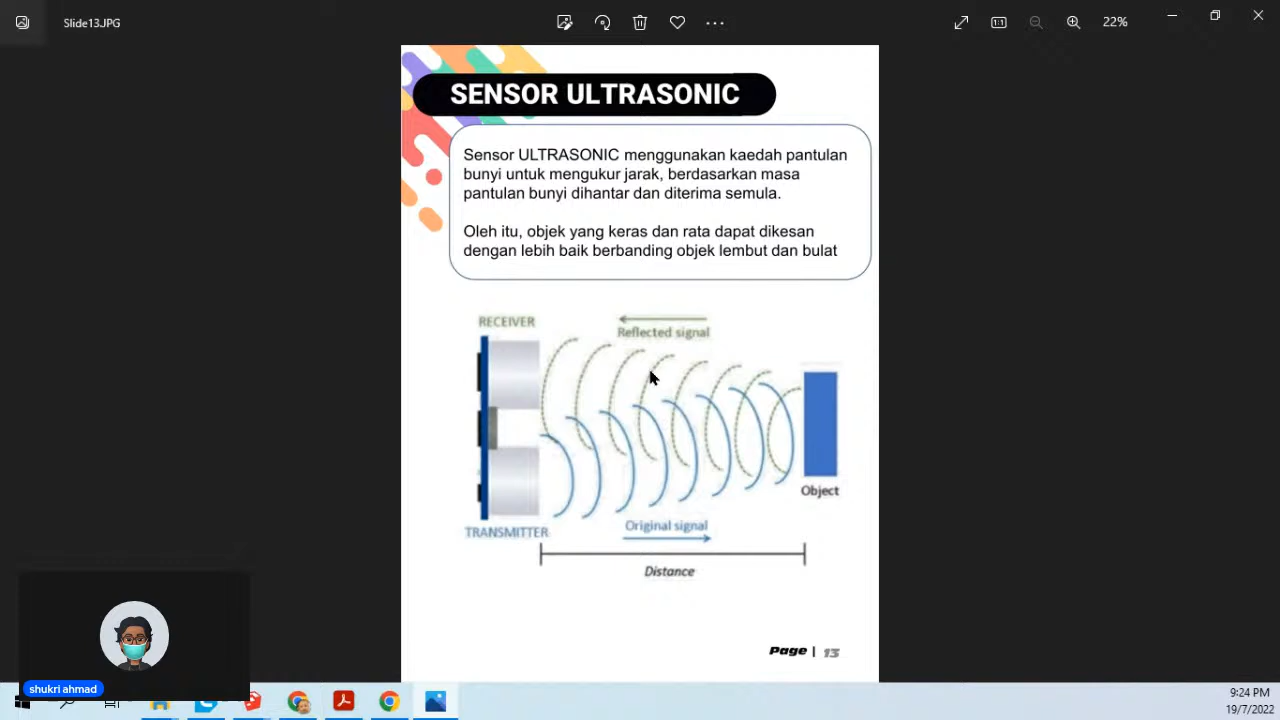 Slide13.JPG
22%
SENSOR ULTRASONIC
Sensor ULTRASONIC menggunakan kaedah pantulan
bunyi untuk mengukur jarak, berdasarkan masa
pantulan bunyi dihantar dan diterima semula.
Oleh itu, objek yang keras dan rata dapat dikesan
dengan lebih baik berbanding objek lembut dan bulat
RECEIVER
Reflected signal
Object
Original signal
TRANSMITTER
Distance
Page | 13
shukri ahmad
9:24 PM
19/7/2022